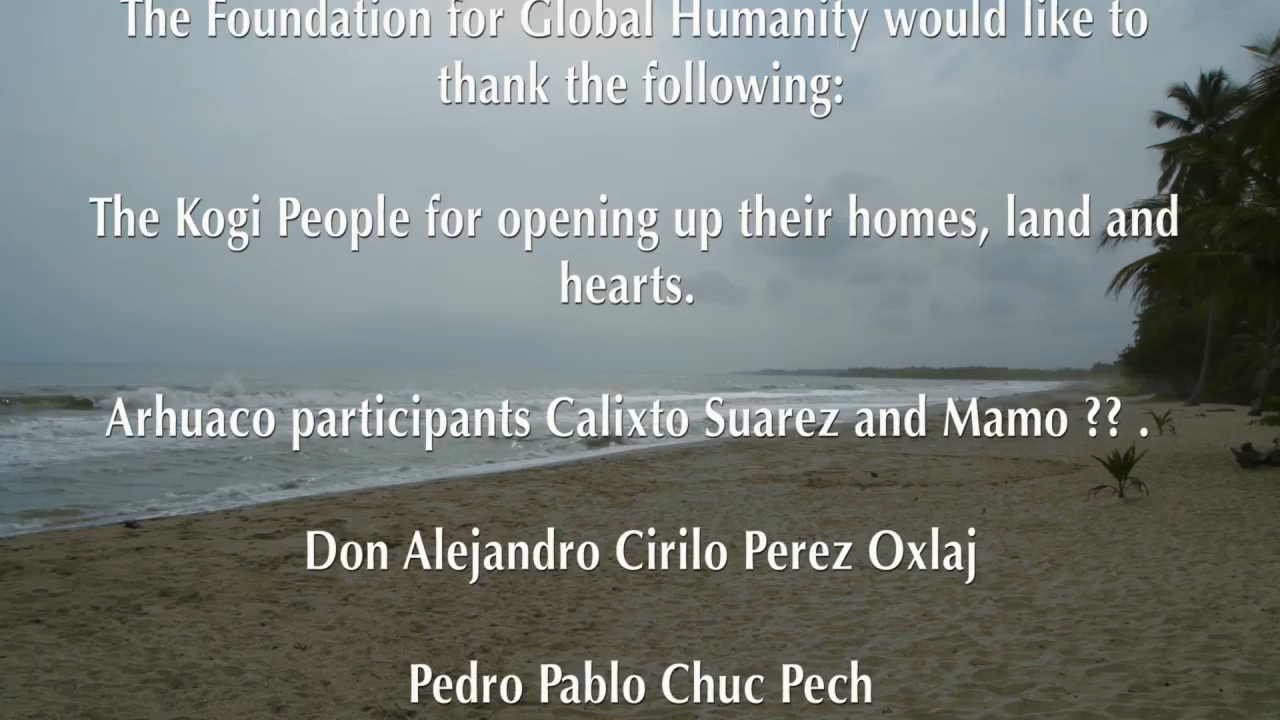 The Foundation for Global Humanity would like to
thank the following:
The Kogi People for opening up their homes, land and
hearts.
Arhuaco participants Calixto Suarez and Mamo ?? .
Don Alejandro Cirilo Perez Oxlaj
Pedro Pablo Chuc Pech